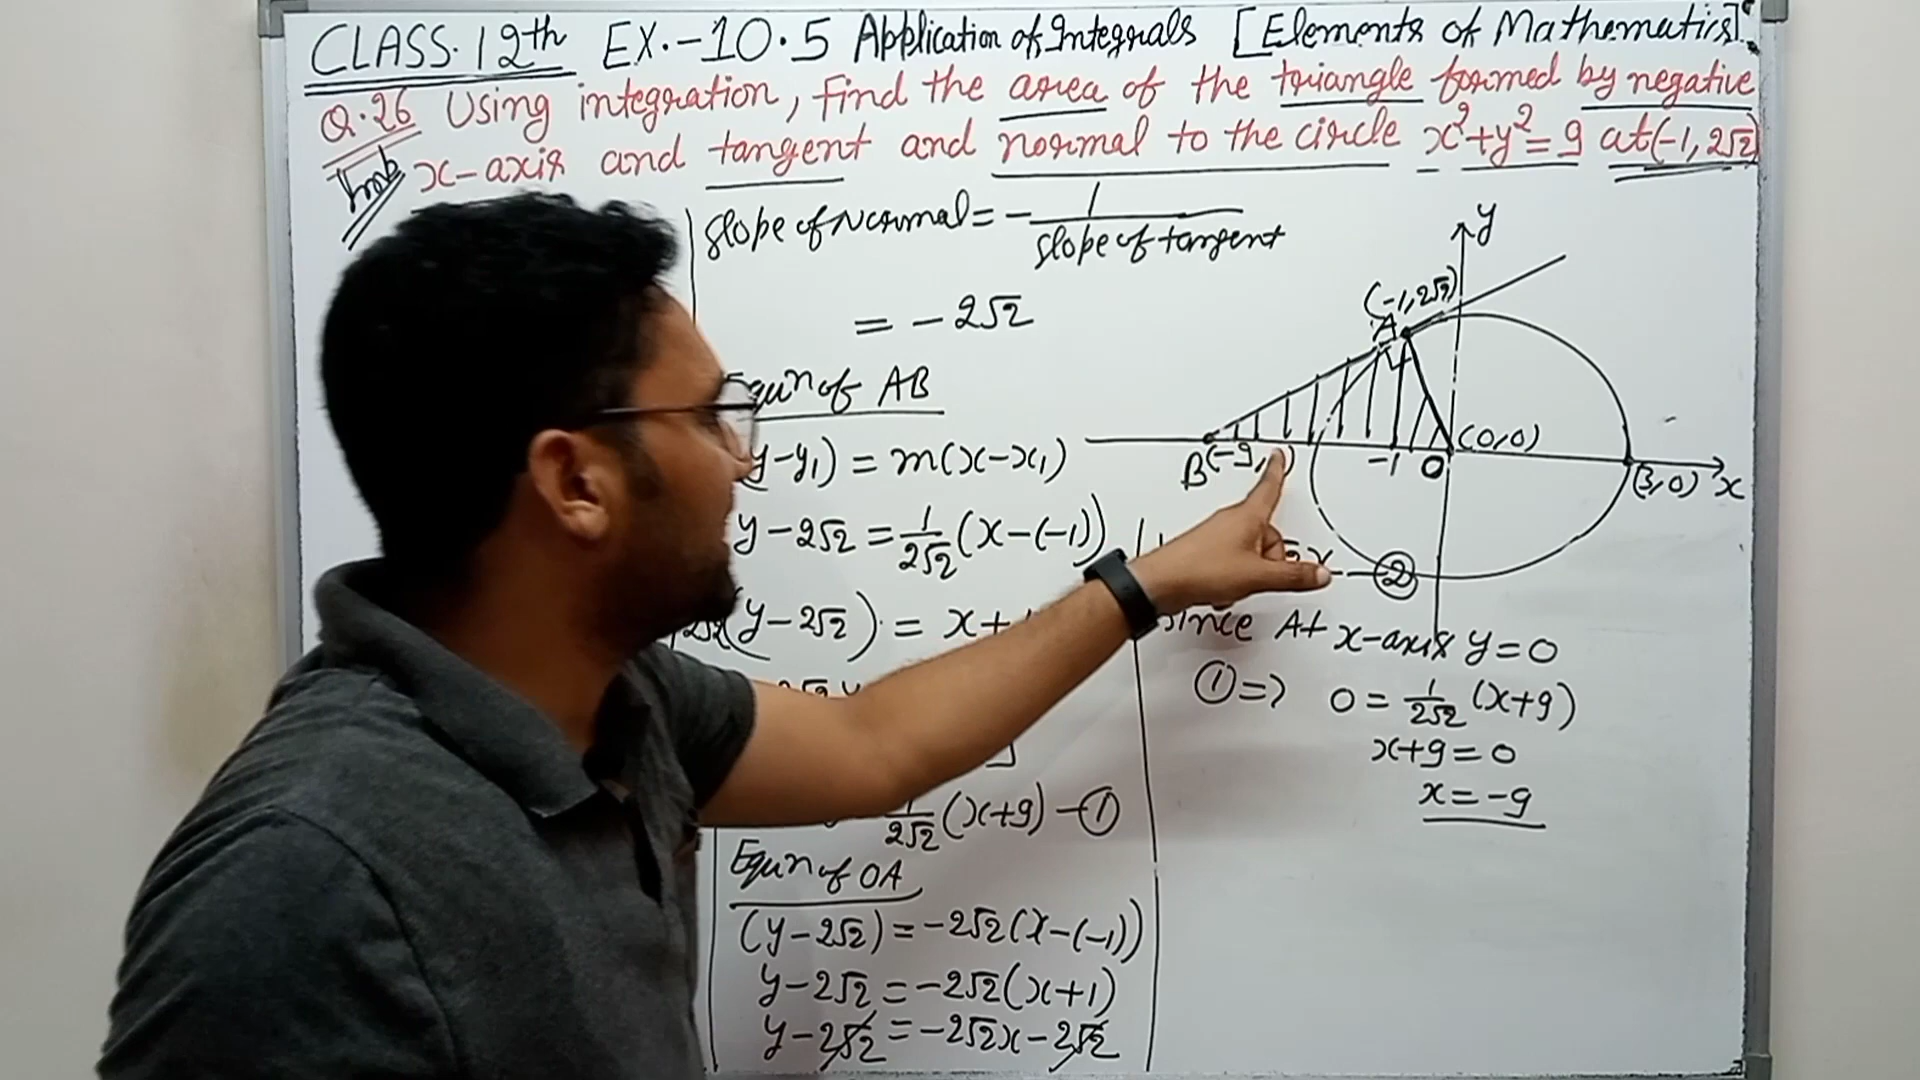 CLASS. 12th EX.-10.5 Application of Integrals [Elements of Mathematics]
Q.26 Using integration, Find the area of the triangle formed by negative
Imp x-axis and tangent and normal to the circle x²+y²=9 at(-1,2√2)
slope of Normal = - 1/slope of tangent
= -2√2
Equn of AB
y-y₁) = m(x-x₁)
y-2√2 = 1/2√2 (x-(-1))
(y-2√2) = x+
1/2√2 (x+9) - ①
Equn of OA
(y-2√2) = -2√2(x-(-1))
y-2√2 = -2√2(x+1)
y-2√2 = -2√2x-2√2
y
(-1,2√2)
A
B(-9,
-1
O
(0,0)
(3,0)
x
②
since At x-axis y=0
①=> 0 = 1/2√2 (x+9)
x+9=0
x=-9